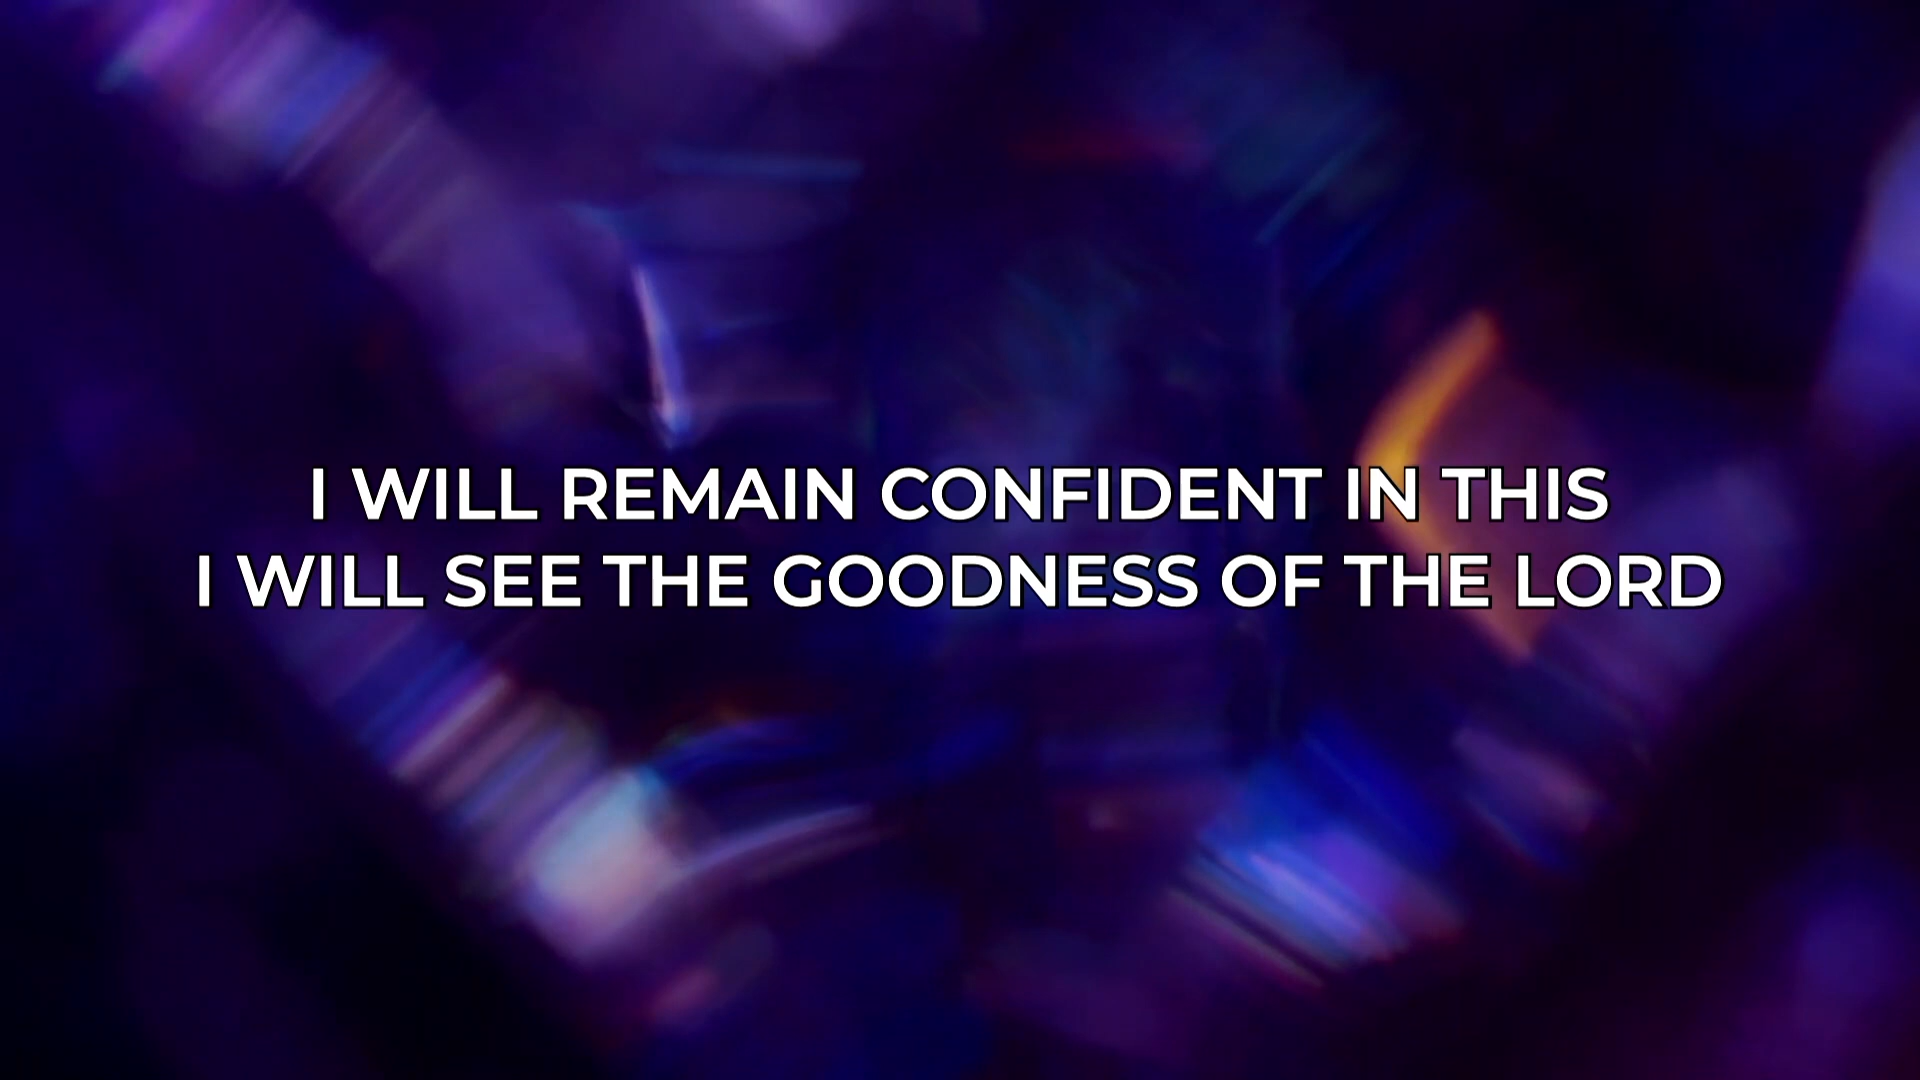 I WILL REMAIN CONFIDENT IN THIS
I WILL SEE THE GOODNESS OF THE LORD